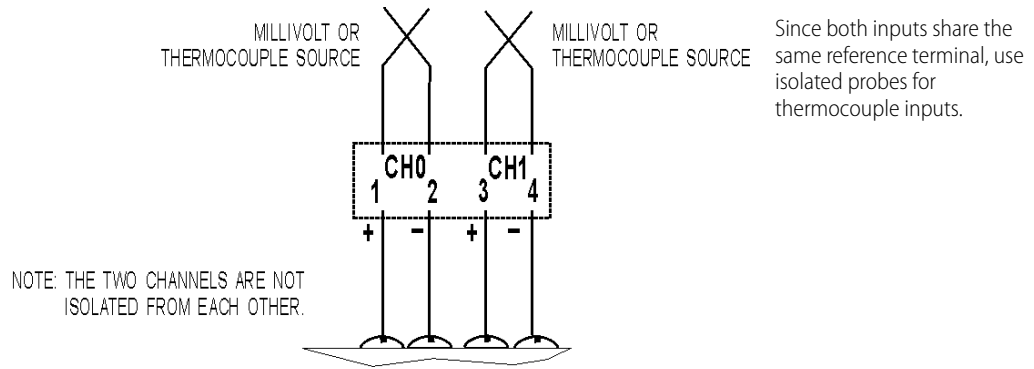 MILLIVOLT OR
THERMOCOUPLE SOURCE
MILLIVOLT OR
THERMOCOUPLE SOURCE
Since both inputs share the
same reference terminal, use
isolated probes for
thermocouple inputs.
CH0 CH1
1 2 3 4
+ – + –
NOTE: THE TWO CHANNELS ARE NOT
ISOLATED FROM EACH OTHER.